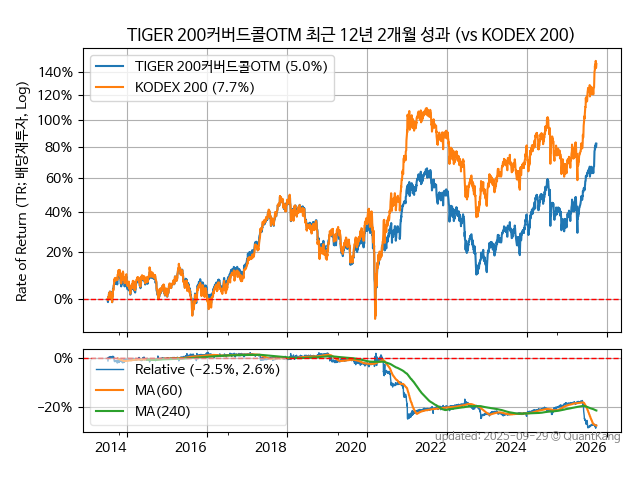 TIGER 200커버드콜OTM 최근 12년 2개월 성과 (vs KODEX 200)
Rate of Return (TR: 배당재투자, Log)
140%
120%
100%
80%
60%
40%
20%
0%
TIGER 200커버드콜OTM (5.0%)
KODEX 200 (7.7%)
0%
−20%
Relative (−2.5%, 2.6%)
MA(60)
MA(240)
updated: 2025-09-29 © QuantKang
2014 2016 2018 2020 2022 2024 2026